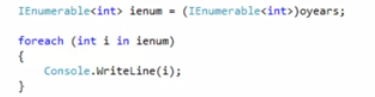 IEnumerable<int> ienum = (IEnumerable<int>)oyears;
foreach (int i in ienum)
{
Console.WriteLine(i);
}